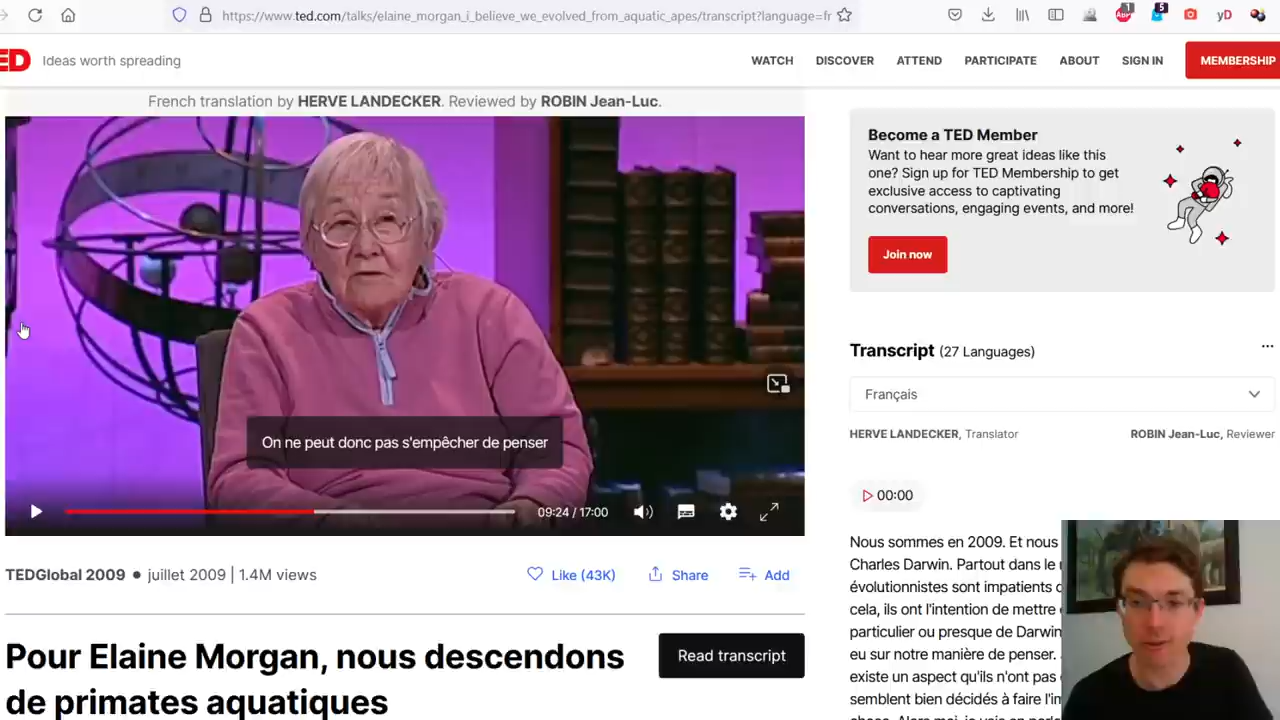 https://www.ted.com/talks/elaine_morgan_i_believe_we_evolved_from_aquatic_apes/transcript?language=fr
1
5
yD
ED
Ideas worth spreading
WATCH
DISCOVER
ATTEND
PARTICIPATE
ABOUT
SIGN IN
MEMBERSHIP
French translation by HERVE LANDECKER. Reviewed by ROBIN Jean-Luc.
On ne peut donc pas s'empêcher de penser
09:24 / 17:00
TEDGlobal 2009 ● juillet 2009 | 1.4M views
Like (43K)
Share
Add
Pour Elaine Morgan, nous descendons
de primates aquatiques
Read transcript
Become a TED Member
Want to hear more great ideas like this
one? Sign up for TED Membership to get
exclusive access to captivating
conversations, engaging events, and more!
Join now
Transcript (27 Languages)
...
Français
HERVE LANDECKER, Translator
ROBIN Jean-Luc, Reviewer
00:00
Nous sommes en 2009. Et nous
Charles Darwin. Partout dans le
évolutionnistes sont impatients
cela, ils ont l'intention de mettre
particulier ou presque de Darwin
eu sur notre manière de penser.
existe un aspect qu'ils n'ont pas
semblent bien décidés à faire